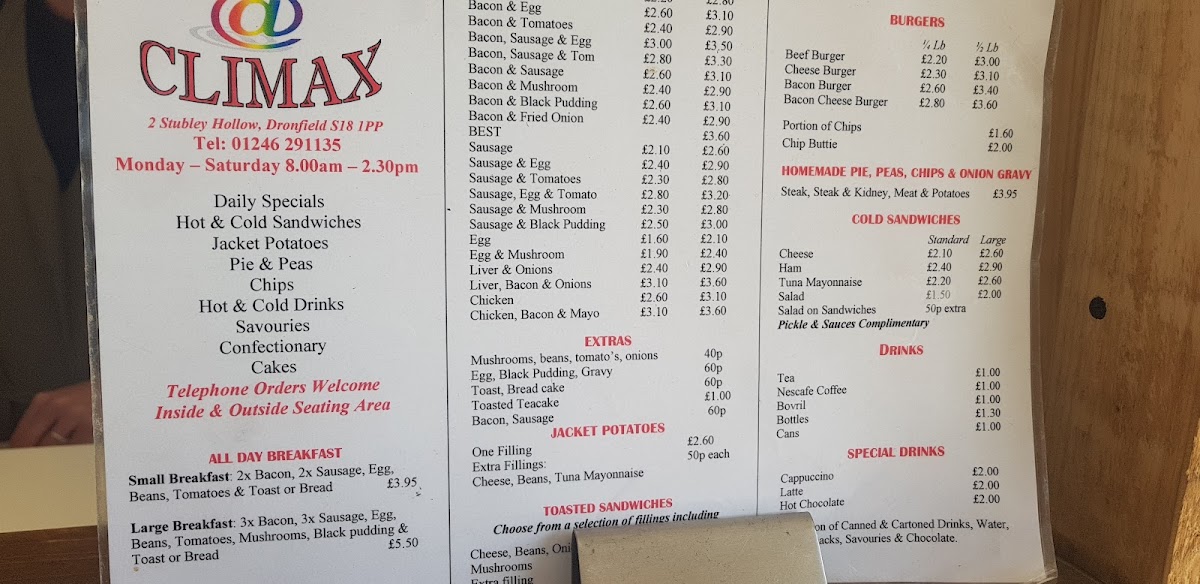 @
CLIMAX
2 Stubley Hollow, Dronfield S18 1PP
Tel: 01246 291135
Monday – Saturday 8.00am – 2.30pm
Daily Specials
Hot & Cold Sandwiches
Jacket Potatoes
Pie & Peas
Chips
Hot & Cold Drinks
Savouries
Confectionary
Cakes
Telephone Orders Welcome
Inside & Outside Seating Area
ALL DAY BREAKFAST
Small Breakfast: 2x Bacon, 2x Sausage, Egg,
Beans, Tomatoes & Toast or Bread £3.95
Large Breakfast: 3x Bacon, 3x Sausage, Egg,
Beans, Tomatoes, Mushrooms, Black pudding &
Toast or Bread £5.50
£2.80
Bacon & Egg £2.60 £3.10
Bacon & Tomatoes £2.40 £2.90
Bacon, Sausage & Egg £3.00 £3,50
Bacon, Sausage & Tom £2.80 £3.30
Bacon & Sausage £2.60 £3.10
Bacon & Mushroom £2.40 £2.90
Bacon & Black Pudding £2.60 £3.10
Bacon & Fried Onion £2.40 £2.90
BEST £3.60
Sausage £2.10 £2.60
Sausage & Egg £2.40 £2.90
Sausage & Tomatoes £2.30 £2.80
Sausage, Egg & Tomato £2.80 £3.20
Sausage & Mushroom £2.30 £2.80
Sausage & Black Pudding £2.50 £3.00
Egg £1.60 £2.10
Egg & Mushroom £1.90 £2.40
Liver & Onions £2.40 £2.90
Liver, Bacon & Onions £3.10 £3.60
Chicken £2.60 £3.10
Chicken, Bacon & Mayo £3.10 £3.60
EXTRAS
Mushrooms, beans, tomato's, onions 40p
Egg, Black Pudding, Gravy 60p
Toast, Bread cake 60p
Toasted Teacake £1.00
Bacon, Sausage 60p
JACKET POTATOES
One Filling £2.60
Extra Fillings: 50p each
Cheese, Beans, Tuna Mayonnaise
TOASTED SANDWICHES
Choose from a selection of fillings including
Cheese, Beans, Oni
Mushrooms
Extra filling
BURGERS
¼ Lb ½ Lb
Beef Burger £2.20 £3.00
Cheese Burger £2.30 £3.10
Bacon Burger £2.60 £3.40
Bacon Cheese Burger £2.80 £3.60
Portion of Chips £1.60
Chip Buttie £2.00
HOMEMADE PIE, PEAS, CHIPS & ONION GRAVY
Steak, Steak & Kidney, Meat & Potatoes £3.95
COLD SANDWICHES
Standard Large
Cheese £2.10 £2.60
Ham £2.40 £2.90
Tuna Mayonnaise £2.20 £2.60
Salad £1.50 £2.00
Salad on Sandwiches 50p extra
Pickle & Sauces Complimentary
DRINKS
Tea £1.00
Nescafe Coffee £1.00
Bovril £1.00
Bottles £1.30
Cans £1.00
SPECIAL DRINKS
Cappuccino £2.00
Latte £2.00
Hot Chocolate £2.00
on of Canned & Cartoned Drinks, Water,
acks, Savouries & Chocolate.